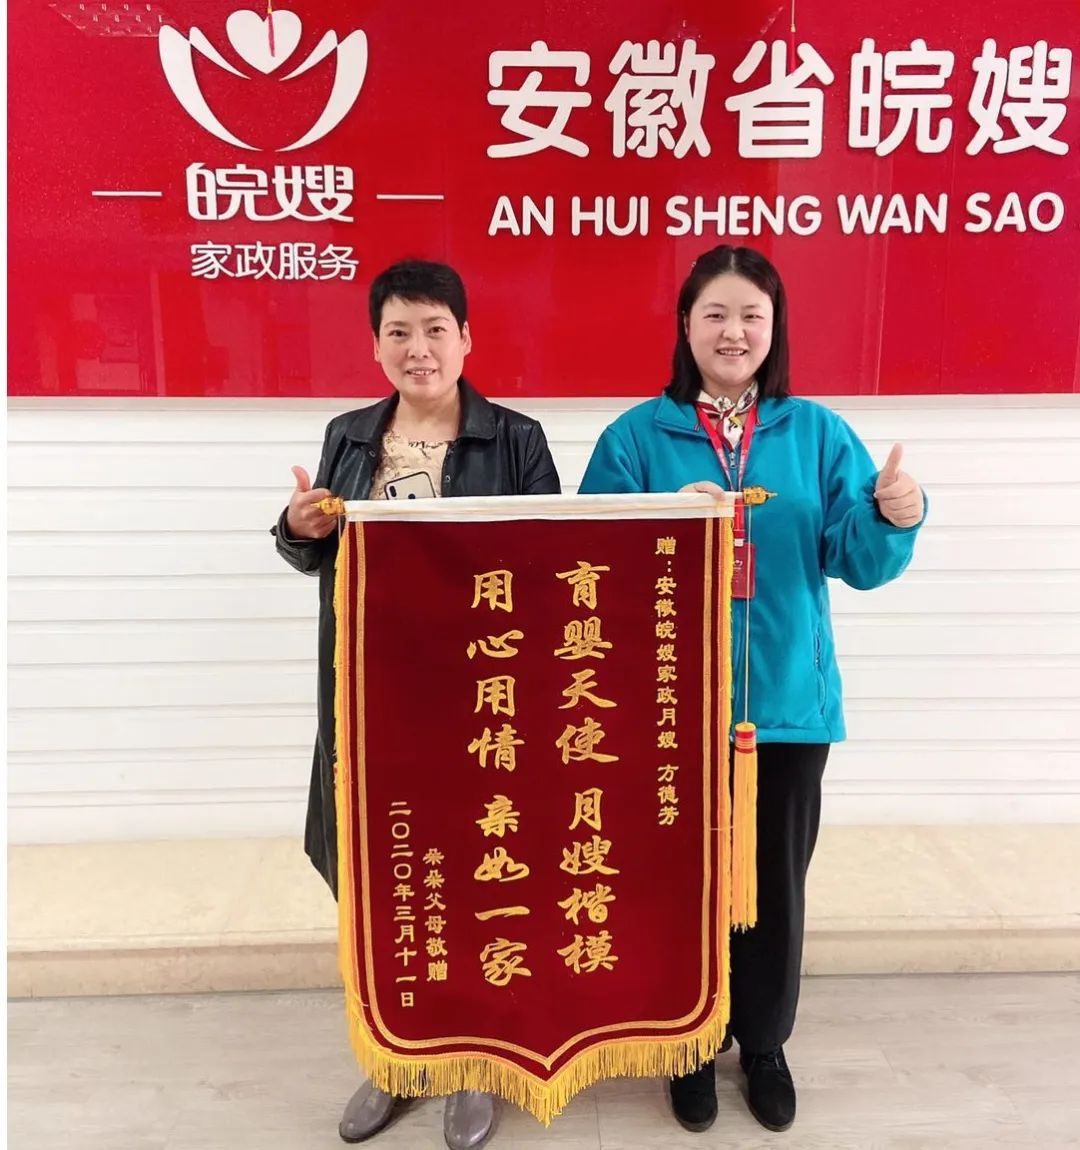 皖嫂
家政服务
安徽省皖嫂
AN HUI SHENG WAN SAO
赠：安徽皖嫂家政月嫂 方德芳
育婴天使 月嫂楷模
用心用情 亲如一家
朵朵父母敬赠
二〇二〇年三月十一日